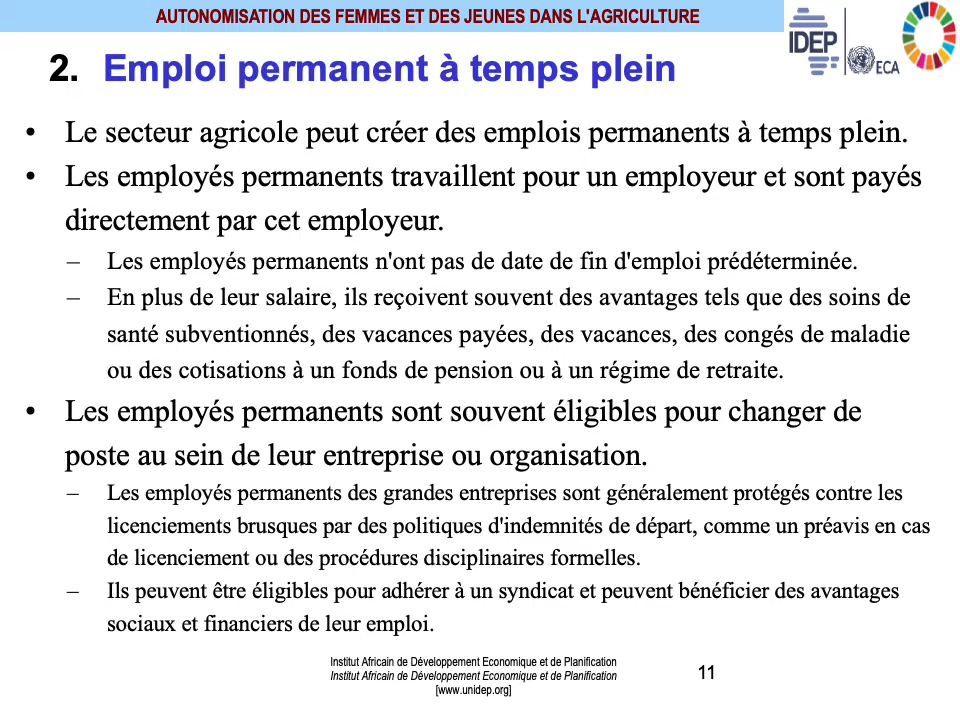 AUTONOMISATION DES FEMMES ET DES JEUNES DANS L'AGRICULTURE
IDEP
ECA
2. Emploi permanent à temps plein
• Le secteur agricole peut créer des emplois permanents à temps plein.
• Les employés permanents travaillent pour un employeur et sont payés
directement par cet employeur.
– Les employés permanents n'ont pas de date de fin d'emploi prédéterminée.
– En plus de leur salaire, ils reçoivent souvent des avantages tels que des soins de
santé subventionnés, des vacances payées, des vacances, des congés de maladie
ou des cotisations à un fonds de pension ou à un régime de retraite.
• Les employés permanents sont souvent éligibles pour changer de
poste au sein de leur entreprise ou organisation.
– Les employés permanents des grandes entreprises sont généralement protégés contre les
licenciements brusques par des politiques d'indemnités de départ, comme un préavis en cas
de licenciement ou des procédures disciplinaires formelles.
– Ils peuvent être éligibles pour adhérer à un syndicat et peuvent bénéficier des avantages
sociaux et financiers de leur emploi.
Institut Africain de Développement Economique et de Planification
Institut Africain de Développement Economique et de Planification
[www.unidep.org]
11